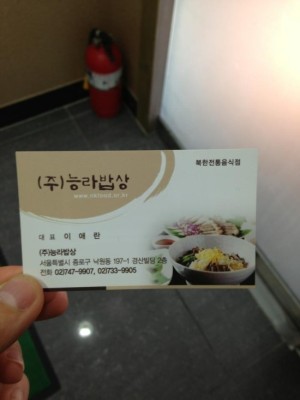 북한전통음식점
(주)능라밥상
대표 이 애 란
(주)능라밥상
서울특별시 종로구 낙원동 197-1 경산빌딩 2층
전화 02)747-9907, 02)733-9905